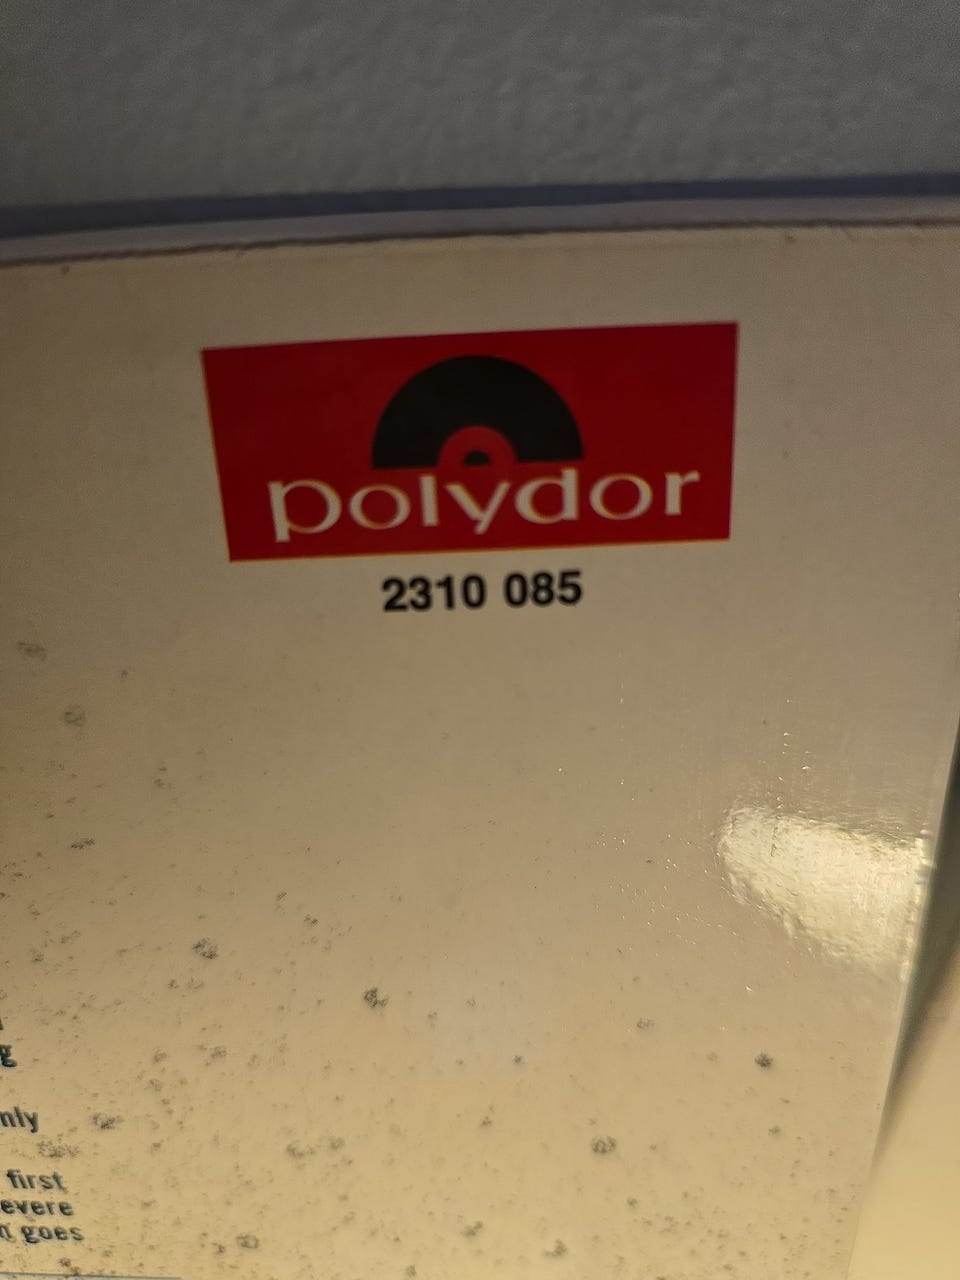 polydor
2310 085
g
nly
first
evere
n goes